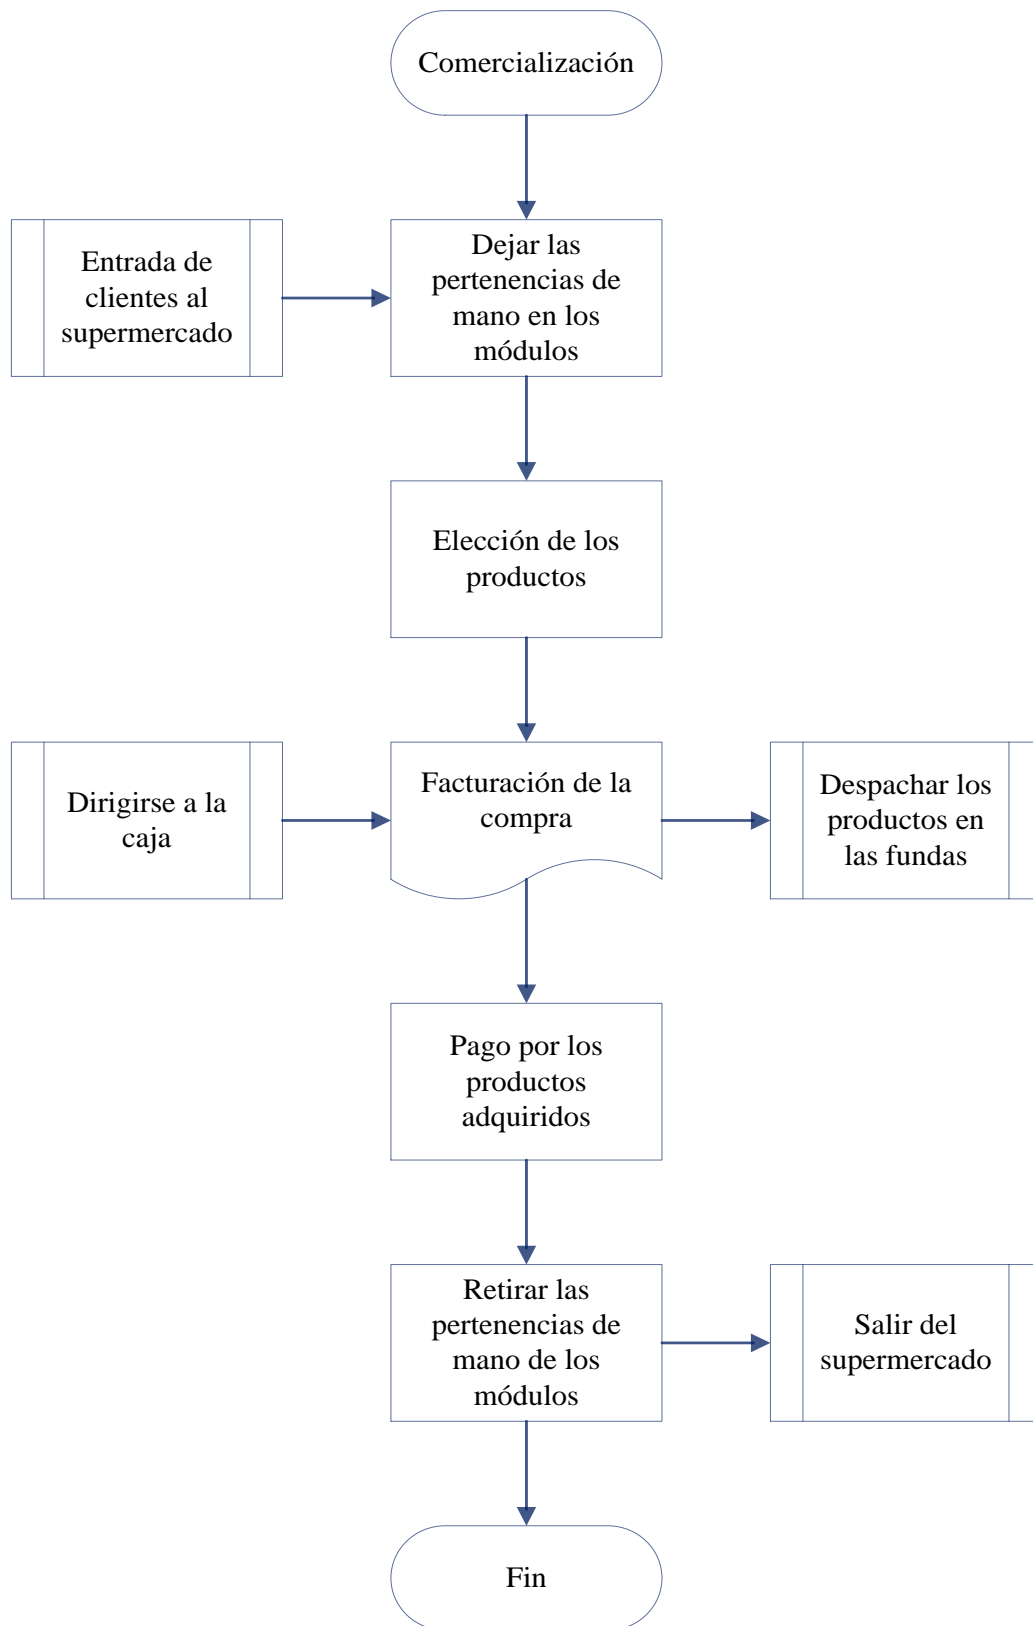 Comercialización
Entrada de
clientes al
supermercado
Dejar las
pertenencias de
mano en los
módulos
Elección de los
productos
Dirigirse a la
caja
Facturación de la
compra
Despachar los
productos en
las fundas
Pago por los
productos
adquiridos
Retirar las
pertenencias de
mano de los
módulos
Salir del
supermercado
Fin